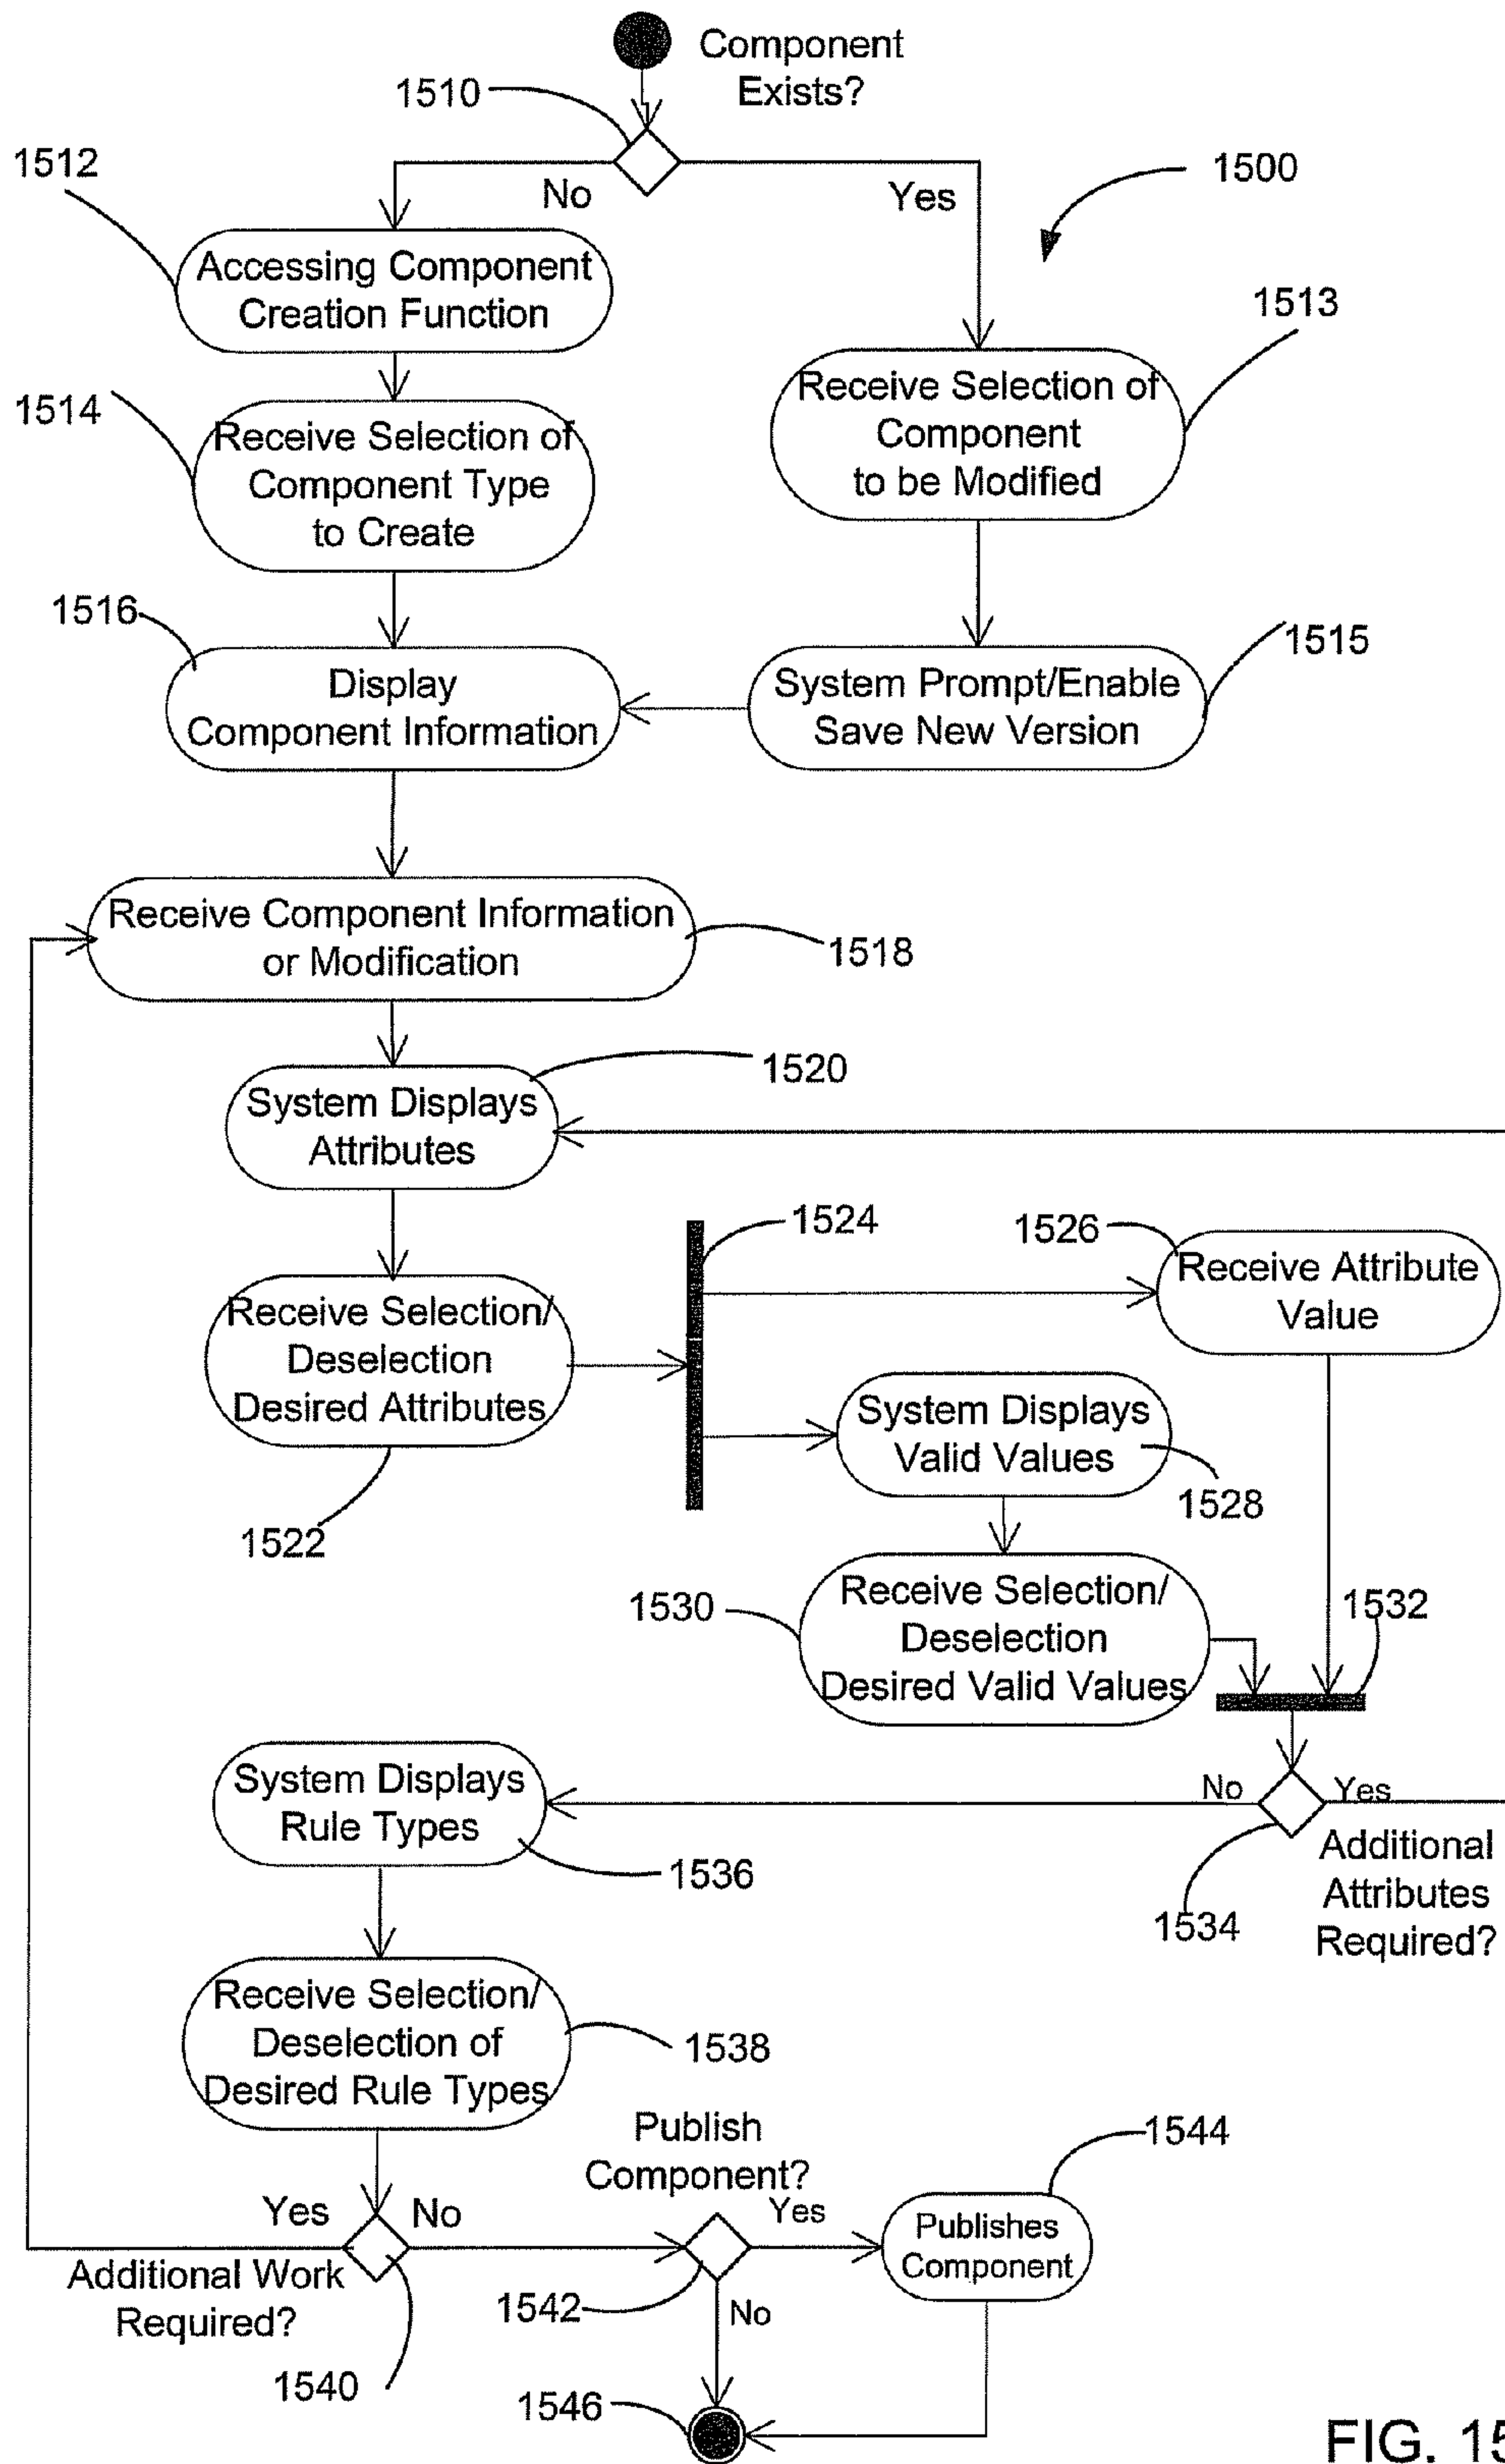 Component
Exists?
1510
1512
No
Yes
1500
Accessing Component
Creation Function
1513
1514
Receive Selection of
Component Type
to Create
Receive Selection of
Component
to be Modified
1516
1515
Display
Component Information
System Prompt/Enable
Save New Version
Receive Component Information
or Modification
1518
1520
System Displays
Attributes
1524
1526
Receive Attribute
Value
Receive Selection/
Deselection
Desired Attributes
1522
System Displays
Valid Values
1528
1530
Receive Selection/
Deselection
Desired Valid Values
1532
System Displays
Rule Types
1536
No
Yes
Additional
Attributes
Required?
1534
Receive Selection/
Deselection of
Desired Rule Types
1538
Publish
Component?
1544
Yes
No
Yes
Publishes
Component
Additional Work
Required?
1542
No
1540
1546
FIG. 15